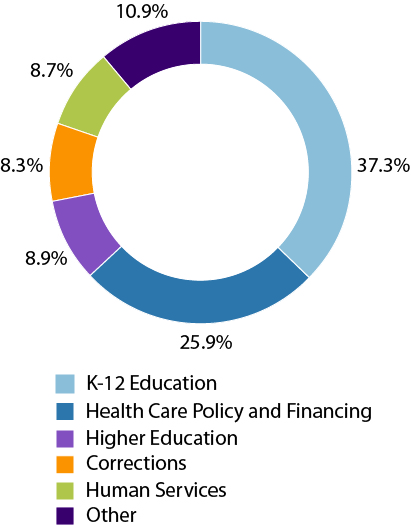 10.9%
8.7%
37.3%
8.3%
8.9%
25.9%
K-12 Education
Health Care Policy and Financing
Higher Education
Corrections
Human Services
Other